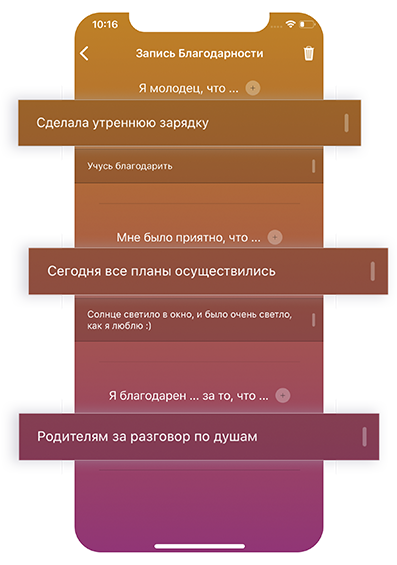 10:16
Запись Благодарности
Я молодец, что ...
Сделала утреннюю зарядку
Учусь благодарить
Мне было приятно, что ...
Сегодня все планы осуществились
Солнце светило в окно, и было очень светло,
как я люблю :)
Я благодарен ... за то, что ...
Родителям за разговор по душам